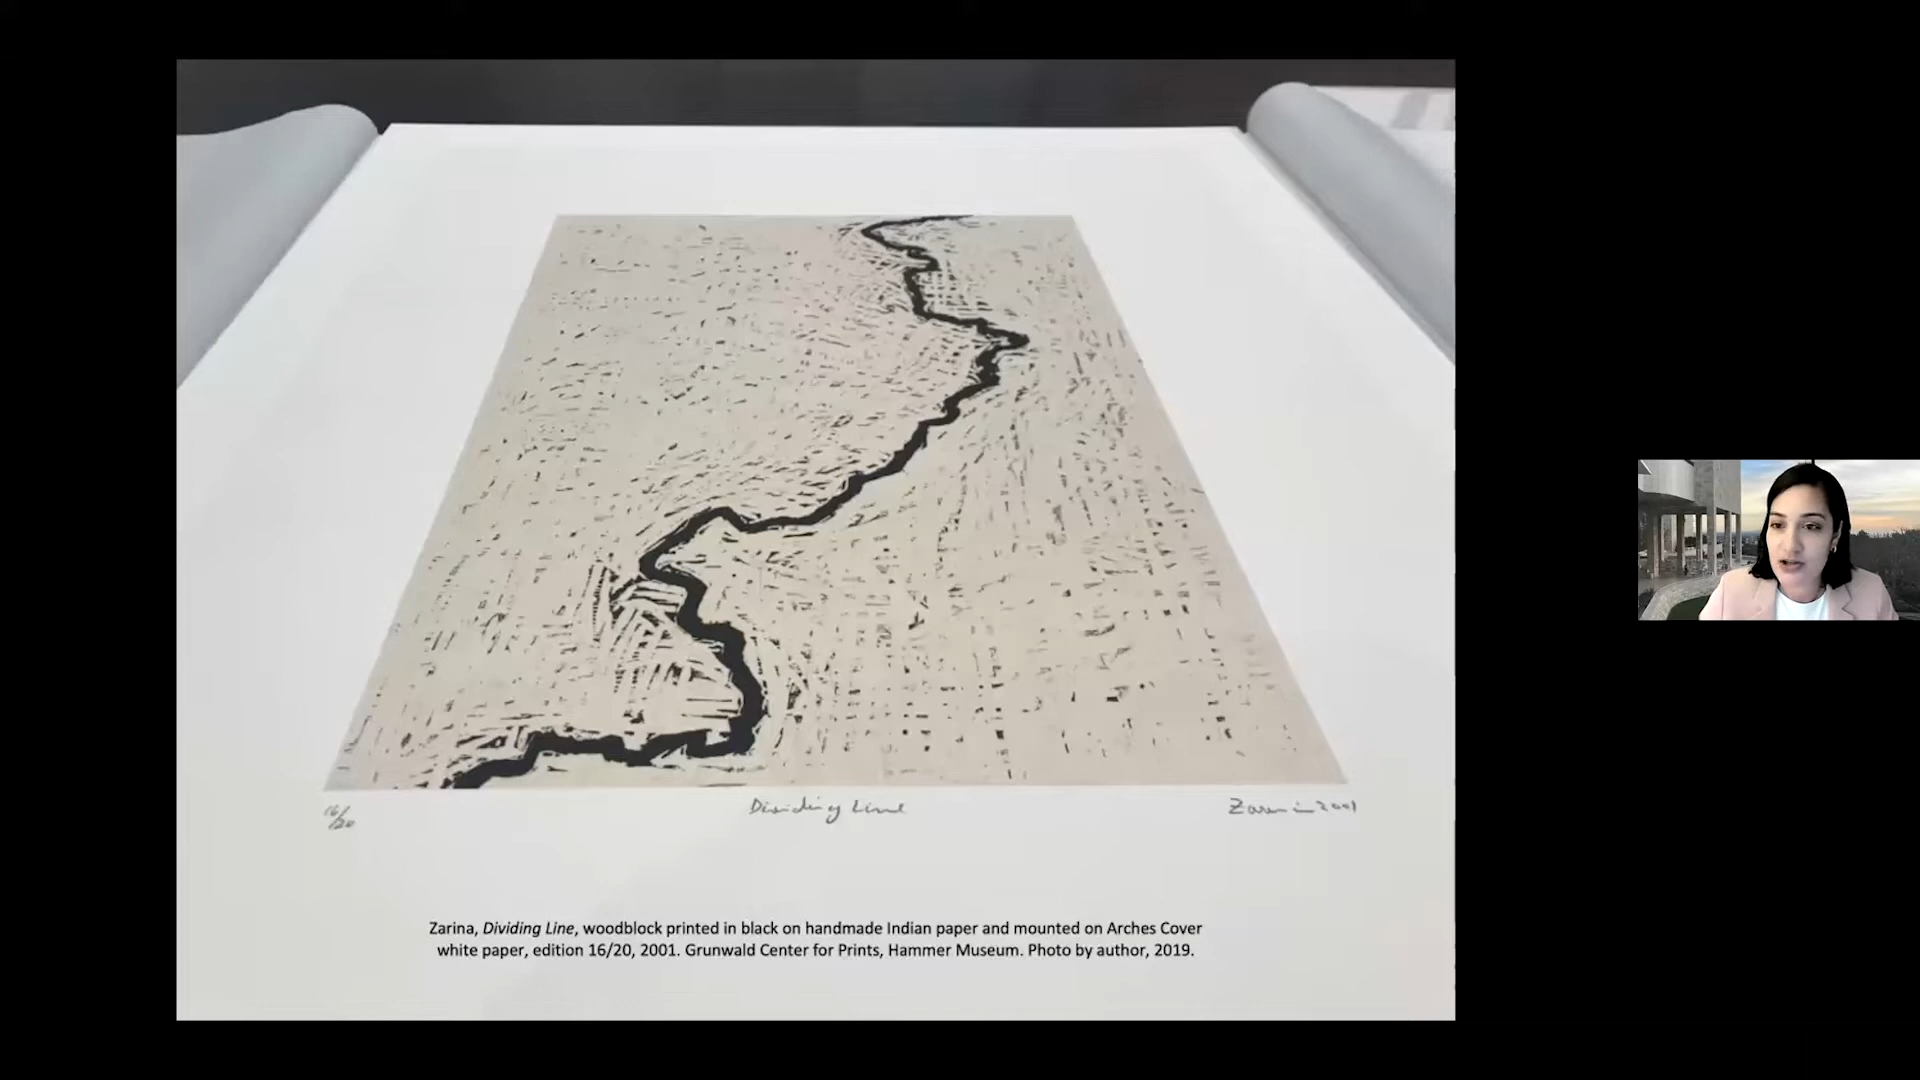 16/20 Dividing Line Zarina 2001
Zarina, Dividing Line, woodblock printed in black on handmade Indian paper and mounted on Arches Cover
white paper, edition 16/20, 2001. Grunwald Center for Prints, Hammer Museum. Photo by author, 2019.